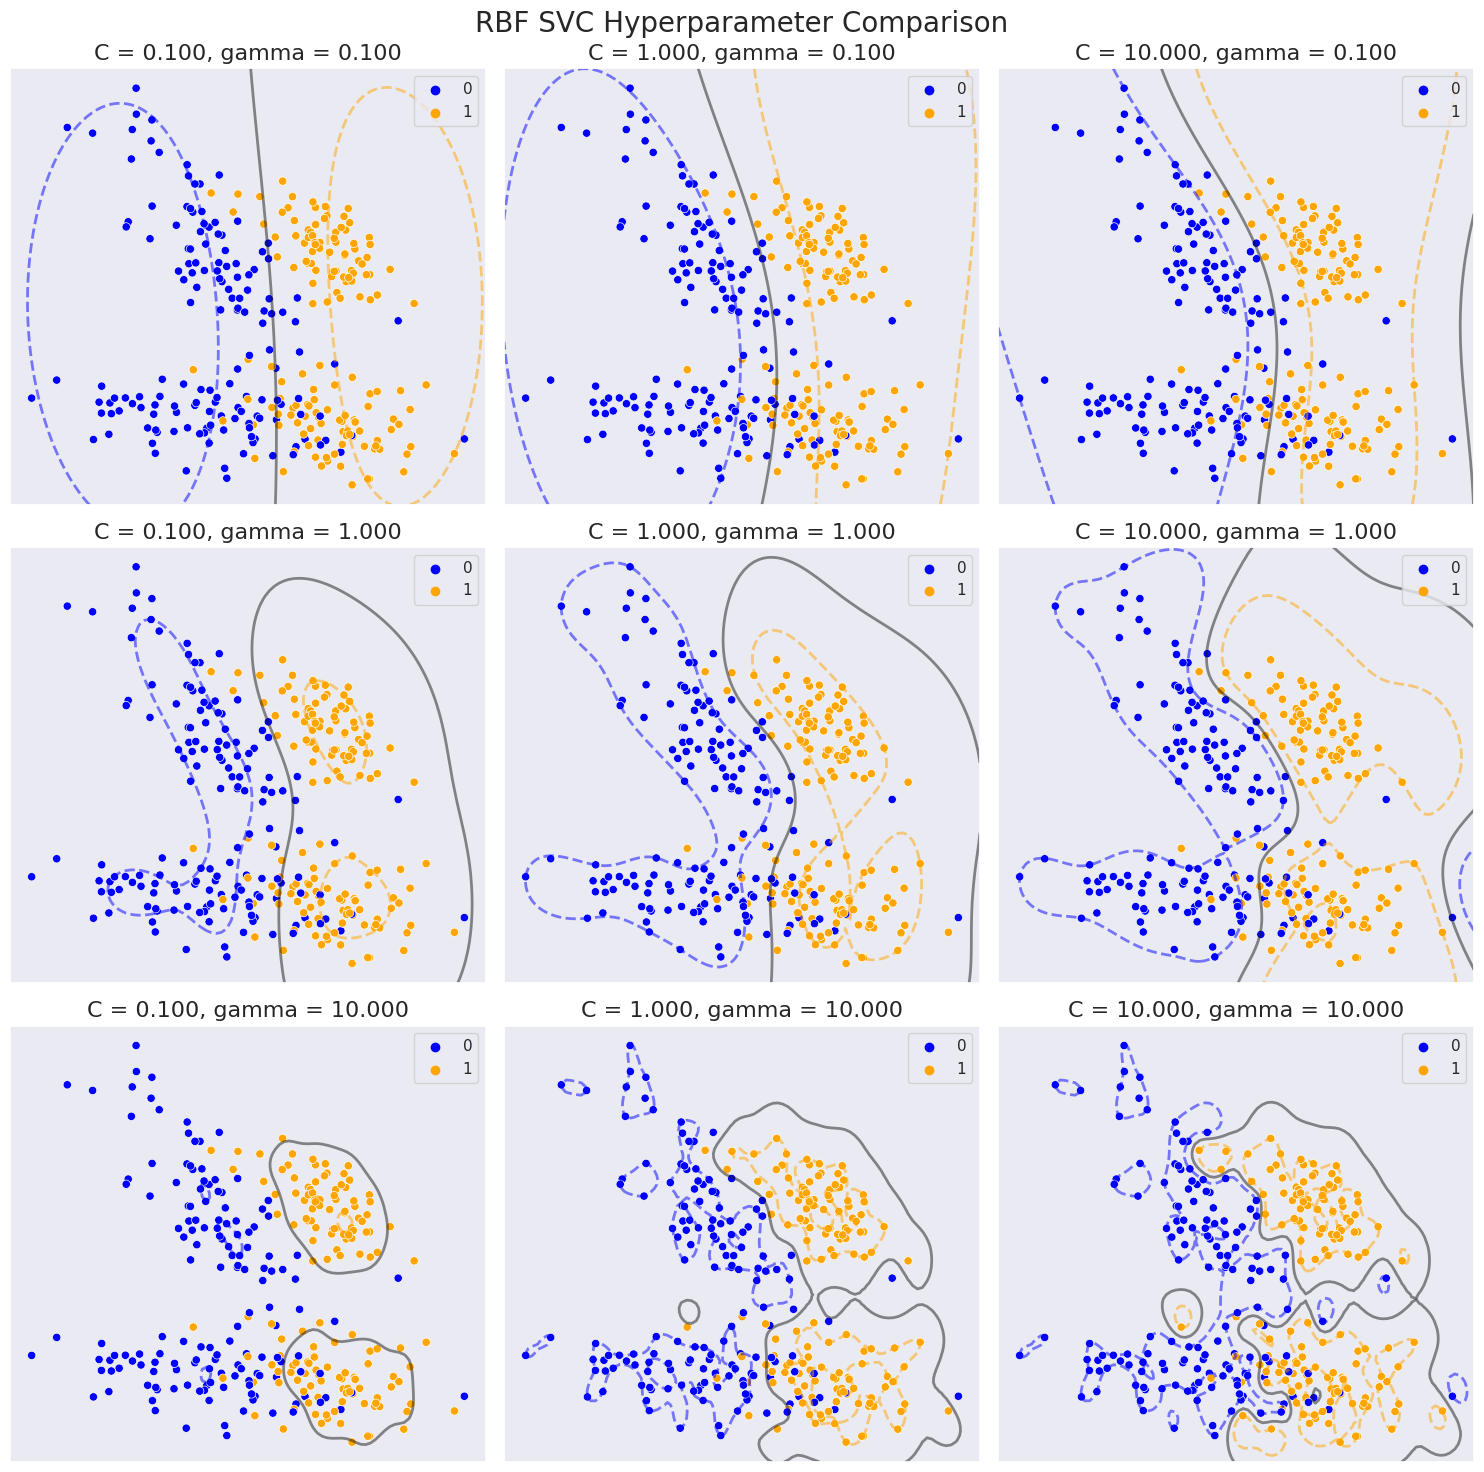 RBF SVC Hyperparameter Comparison
C = 0.100, gamma = 0.100
0
1
C = 1.000, gamma = 0.100
0
1
C = 10.000, gamma = 0.100
0
1
C = 0.100, gamma = 1.000
0
1
C = 1.000, gamma = 1.000
0
1
C = 10.000, gamma = 1.000
0
1
C = 0.100, gamma = 10.000
0
1
C = 1.000, gamma = 10.000
0
1
C = 10.000, gamma = 10.000
0
1